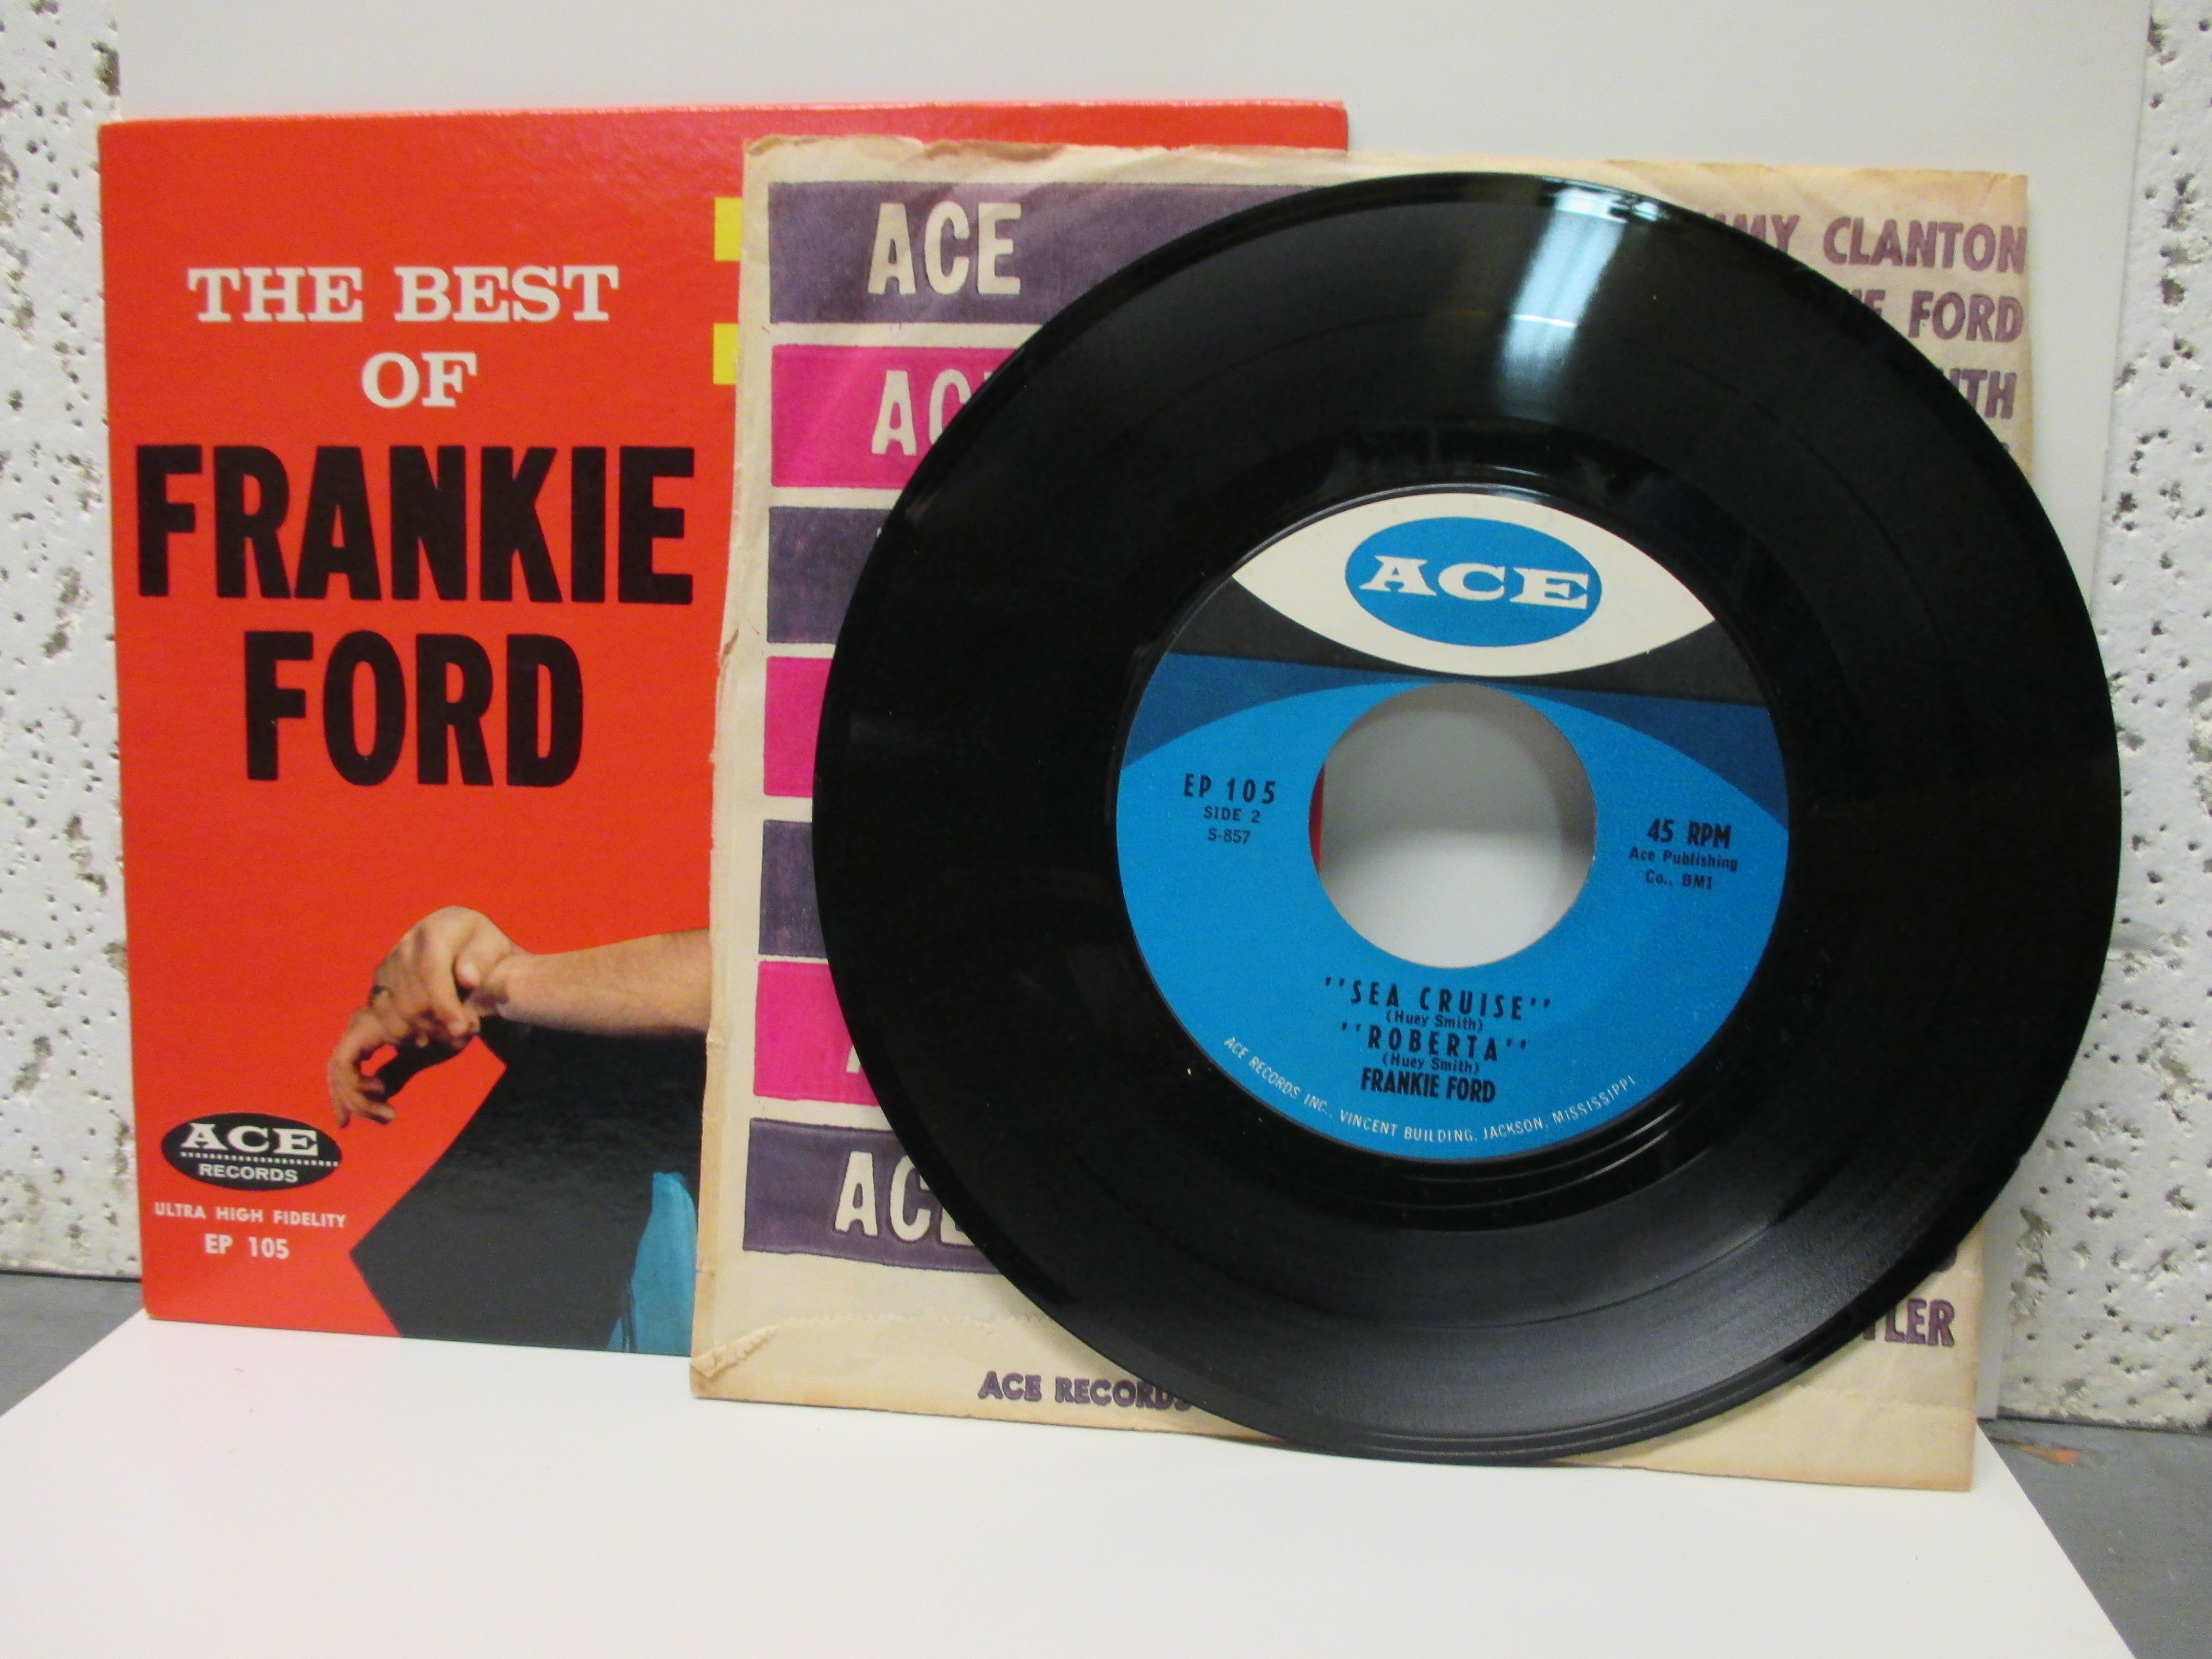 THE BEST
OF
FRANKIE
FORD
ACE
RECORDS
ULTRA HIGH FIDELITY
EP 105
ACE
ACE
CLANTON
FORD
ACE RECORDS
ACE
EP 105
SIDE 2
S-857
45 RPM
Ace Publishing
Co., BMI
"SEA CRUISE"
(Huey Smith)
"ROBERTA"
(Huey Smith)
FRANKIE FORD
ACE RECORDS INC., VINCENT BUILDING, JACKSON, MISSISSIPPI